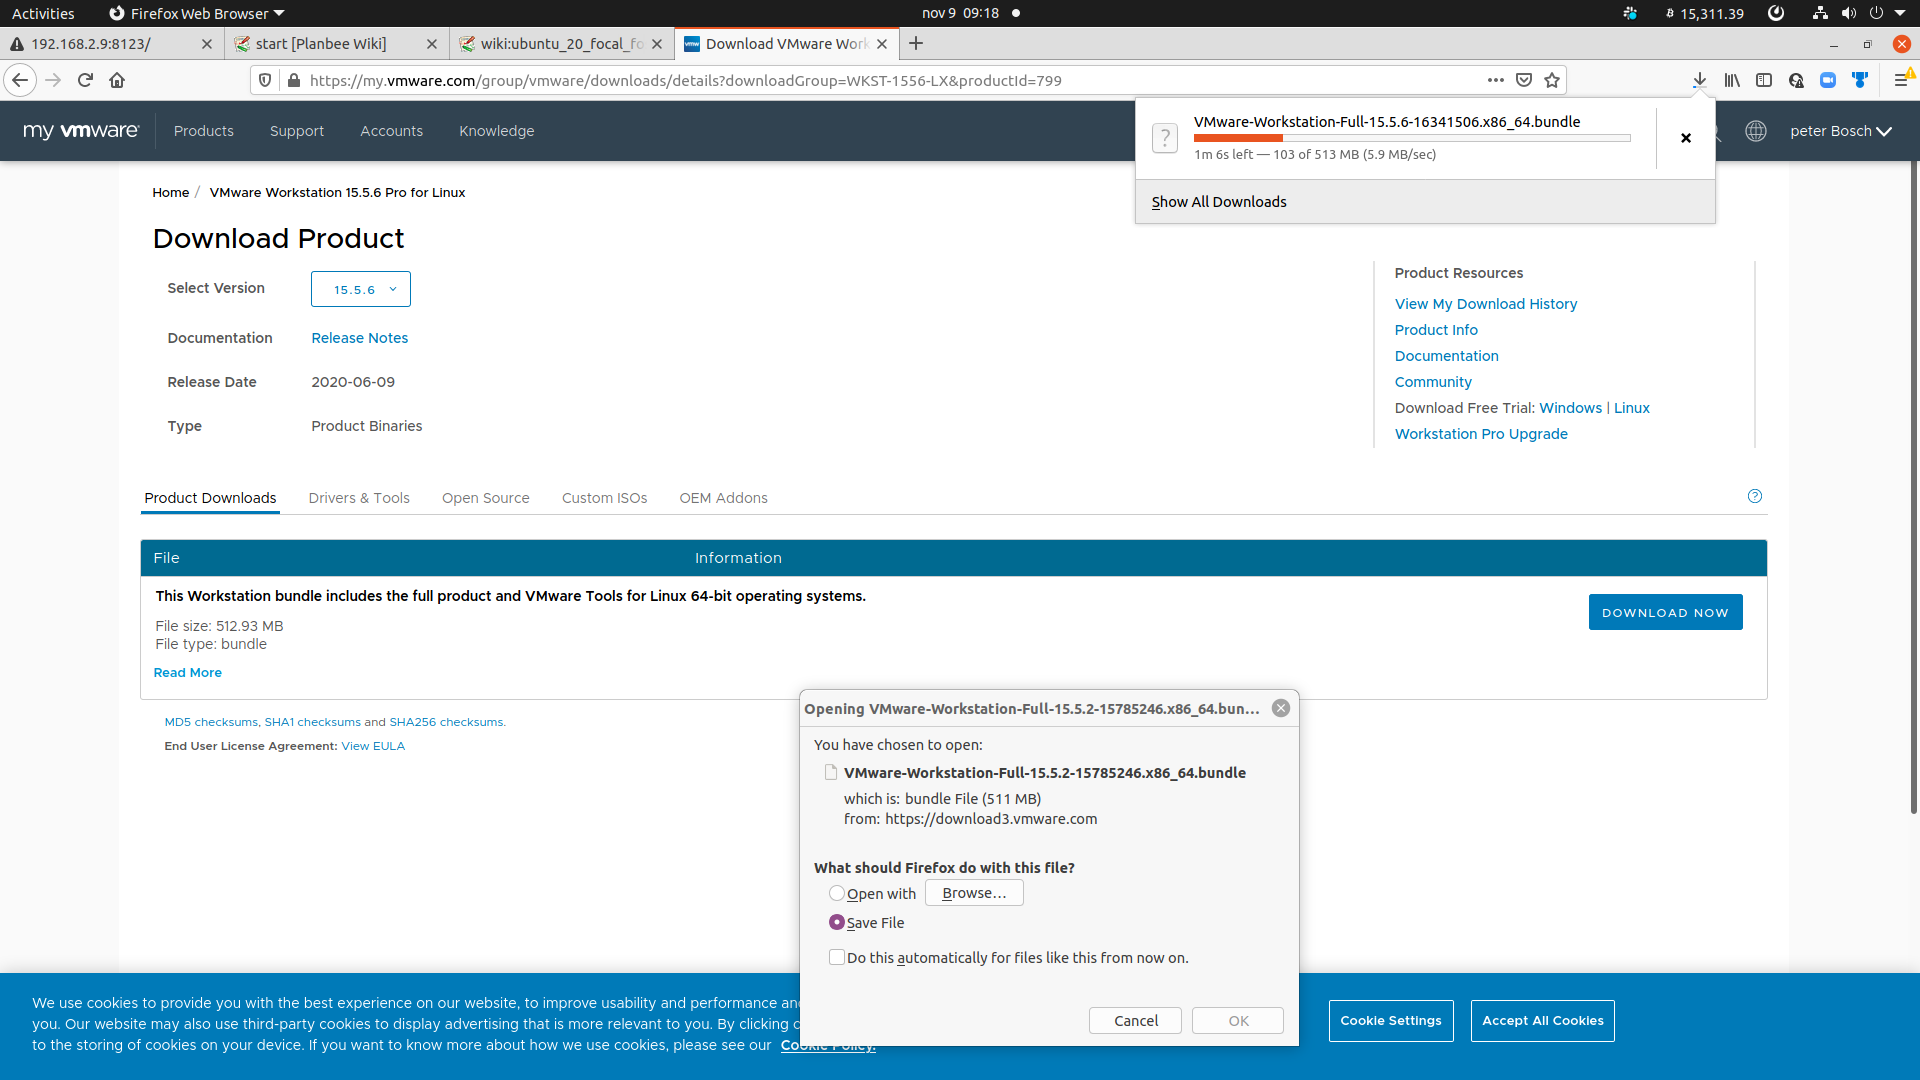 Activities
Firefox Web Browser
nov 9 09:18
15,311.39
192.168.2.9:8123/
start [Planbee Wiki]
wiki:ubuntu_20_focal_fo
Download VMware Work
https://my.vmware.com/group/vmware/downloads/details?downloadGroup=WKST-1556-LX&productId=799
my vmware
Products
Support
Accounts
Knowledge
peter Bosch
VMware-Workstation-Full-15.5.6-16341506.x86_64.bundle
1m 6s left — 103 of 513 MB (5.9 MB/sec)
Show All Downloads
Home / VMware Workstation 15.5.6 Pro for Linux
Download Product
Select Version
15.5.6
Documentation
Release Notes
Release Date
2020-06-09
Type
Product Binaries
Product Resources
View My Download History
Product Info
Documentation
Community
Download Free Trial: Windows | Linux
Workstation Pro Upgrade
Product Downloads
Drivers & Tools
Open Source
Custom ISOs
OEM Addons
File
Information
This Workstation bundle includes the full product and VMware Tools for Linux 64-bit operating systems.
File size: 512.93 MB
File type: bundle
Read More
DOWNLOAD NOW
MD5 checksums, SHA1 checksums and SHA256 checksums.
End User License Agreement: View EULA
Opening VMware-Workstation-Full-15.5.2-15785246.x86_64.bun…
You have chosen to open:
VMware-Workstation-Full-15.5.2-15785246.x86_64.bundle
which is: bundle File (511 MB)
from: https://download3.vmware.com
What should Firefox do with this file?
Open with
Browse…
Save File
Do this automatically for files like this from now on.
Cancel
OK
We use cookies to provide you with the best experience on our website, to improve usability and performance
you. Our website may also use third-party cookies to display advertising that is more relevant to you. By clicking
to the storing of cookies on your device. If you want to know more about how we use cookies, please see our Cookie Policy.
Cookie Settings
Accept All Cookies